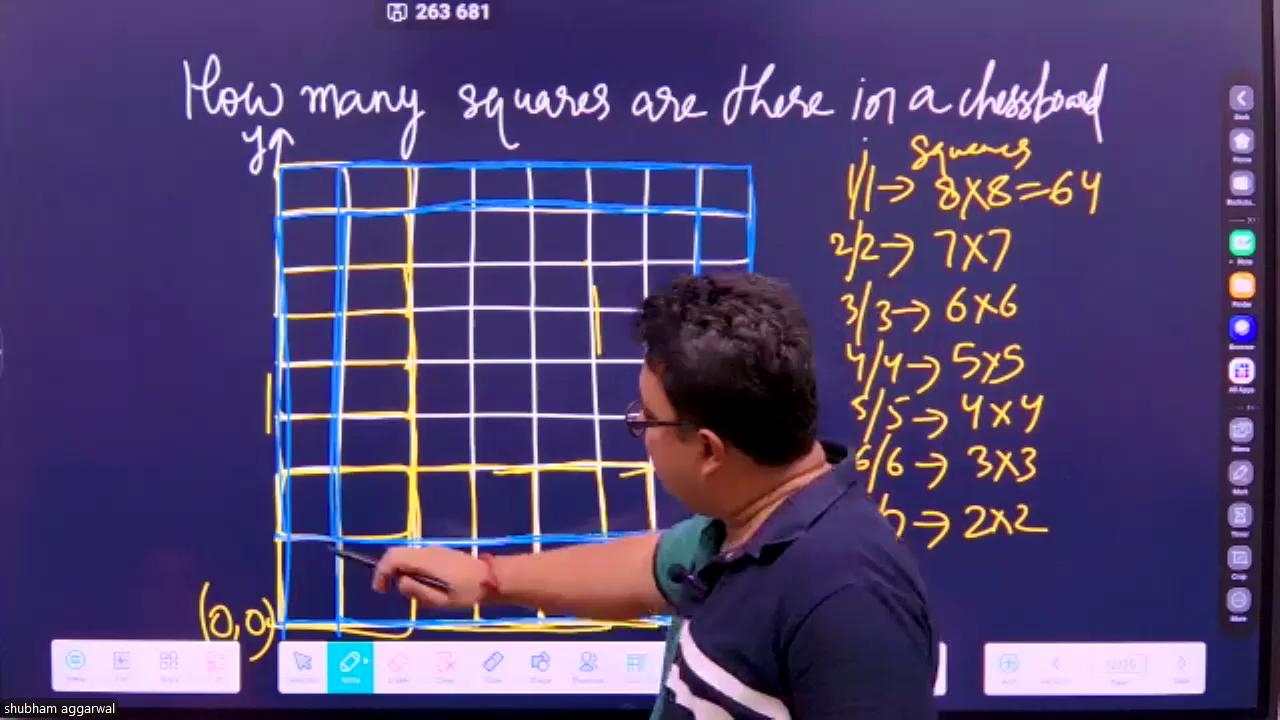 263 681
How many squares are there in a chessboard
y
squares
1/1 → 8X8=64
2/2 → 7X7
3/3 → 6X6
4/4 → 5X5
5/5 → 4X4
6/6 → 3X3
→ 2X2
(0,0)
shubham aggarwal